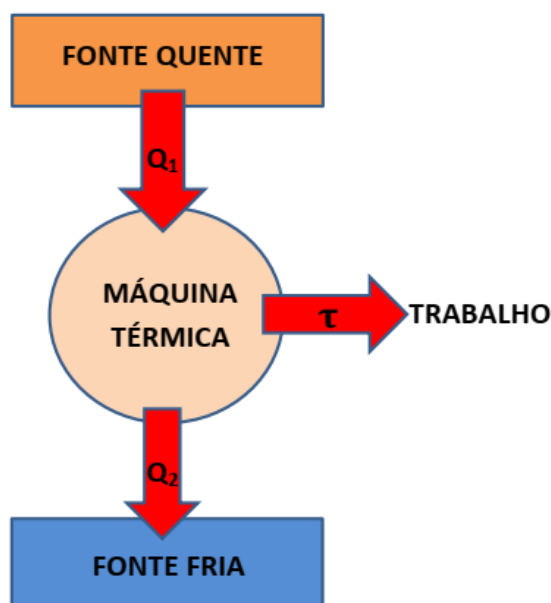 FONTE QUENTE
Q₁
MÁQUINA
TÉRMICA
τ
TRABALHO
Q₂
FONTE FRIA